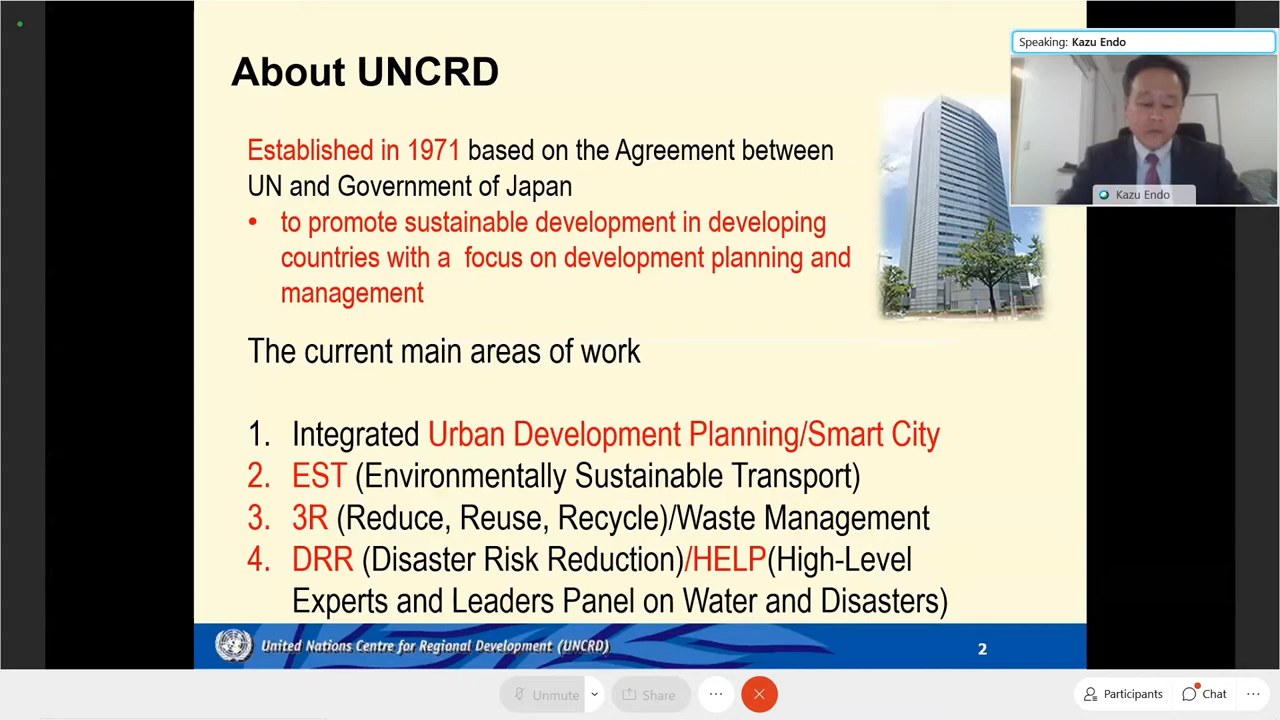 About UNCRD
Speaking: Kazu Endo
Kazu Endo
Established in 1971 based on the Agreement between
UN and Government of Japan
• to promote sustainable development in developing
countries with a focus on development planning and
management
The current main areas of work
1. Integrated Urban Development Planning/Smart City
2. EST (Environmentally Sustainable Transport)
3. 3R (Reduce, Reuse, Recycle)/Waste Management
4. DRR (Disaster Risk Reduction)/HELP(High-Level
Experts and Leaders Panel on Water and Disasters)
United Nations Centre for Regional Development (UNCRD)
2
Unmute
Share
Participants
Chat